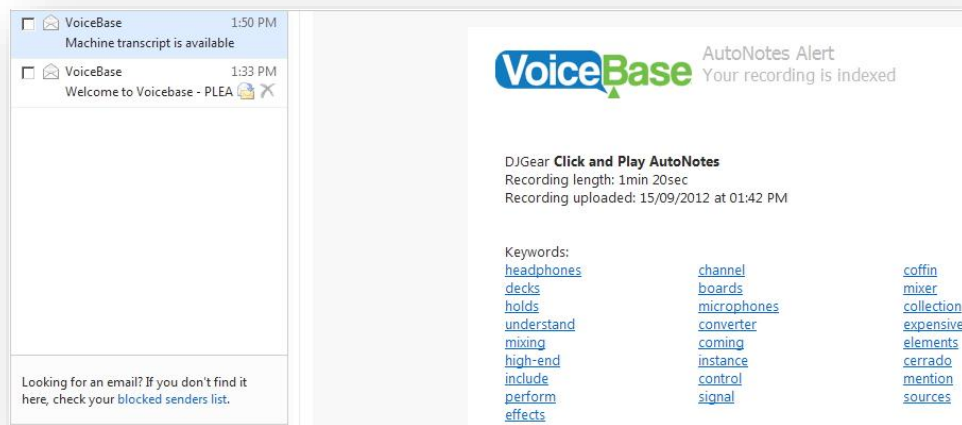 VoiceBase 1:50 PM
Machine transcript is available
VoiceBase 1:33 PM
Welcome to Voicebase - PLEA
Looking for an email? If you don't find it
here, check your blocked senders list.
VoiceBase
AutoNotes Alert
Your recording is indexed
DJGear Click and Play AutoNotes
Recording length: 1min 20sec
Recording uploaded: 15/09/2012 at 01:42 PM
Keywords:
headphones channel coffin
decks boards mixer
holds microphones collection
understand converter expensive
mixing coming elements
high-end instance cerrado
include control mention
perform signal sources
effects